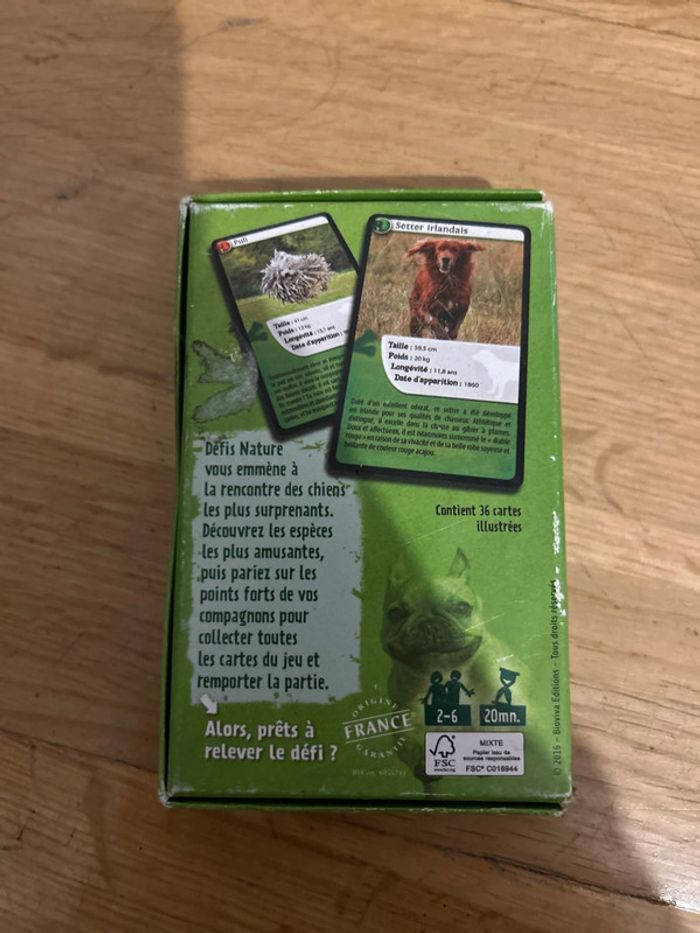 Puli
Taille : 41 cm
Poids : 13 kg
Longévité :
Date d'apparition :
Setter irlandais
Taille : 59,5 cm
Poids : 20 kg
Longévité : 11,8 ans
Date d'apparition : 1860
Doté d'un excellent odorat, ce setter a été développé
en Irlande pour ses qualités de chasseur. Athlétique et
distingué, il excelle dans la chasse au gibier à plumes.
Doux et affectueux, il est néanmoins surnommé le « diable
rouge » en raison de sa vivacité et de sa belle robe soyeuse et
brillante de couleur rouge acajou.
Défis Nature
vous emmène à
la rencontre des chiens
les plus surprenants.
Découvrez les espèces
les plus amusantes,
puis pariez sur les
points forts de vos
compagnons pour
collecter toutes
les cartes du jeu et
remporter la partie.
Alors, prêts à
relever le défi ?
Contient 36 cartes
illustrées
ORIGINE
FRANCE
GARANTIE
2-6
20mn.
FSC
www.fsc.org
MIXTE
Papier issu de
sources responsables
FSC® C016944
© 2016 – Bioviva Editions – Tous droits réservés